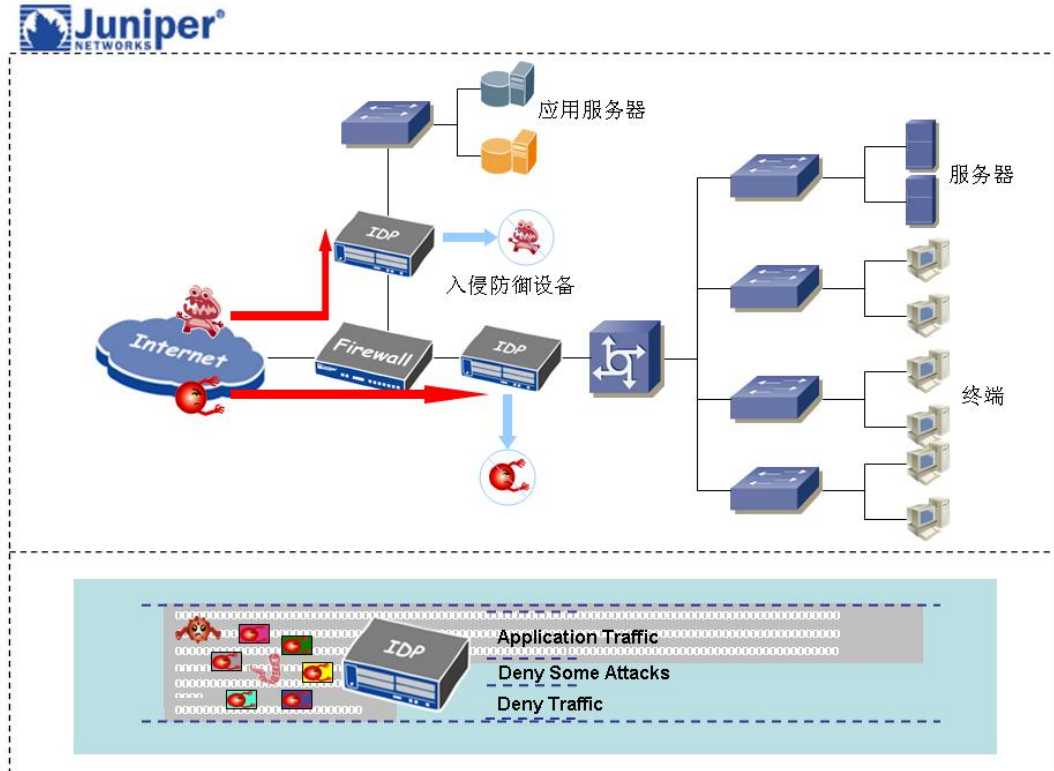 Juniper®
NETWORKS
应用服务器
服务器
IDP
入侵防御设备
Internet
Firewall
IDP
终端
IDP
Application Traffic
Deny Some Attacks
Deny Traffic